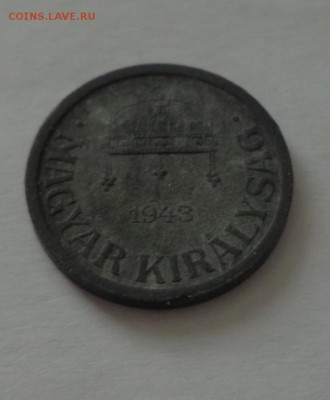 COINS.LAVE.RU
1943
· MAGYAR KIRÁLYSÁG ·